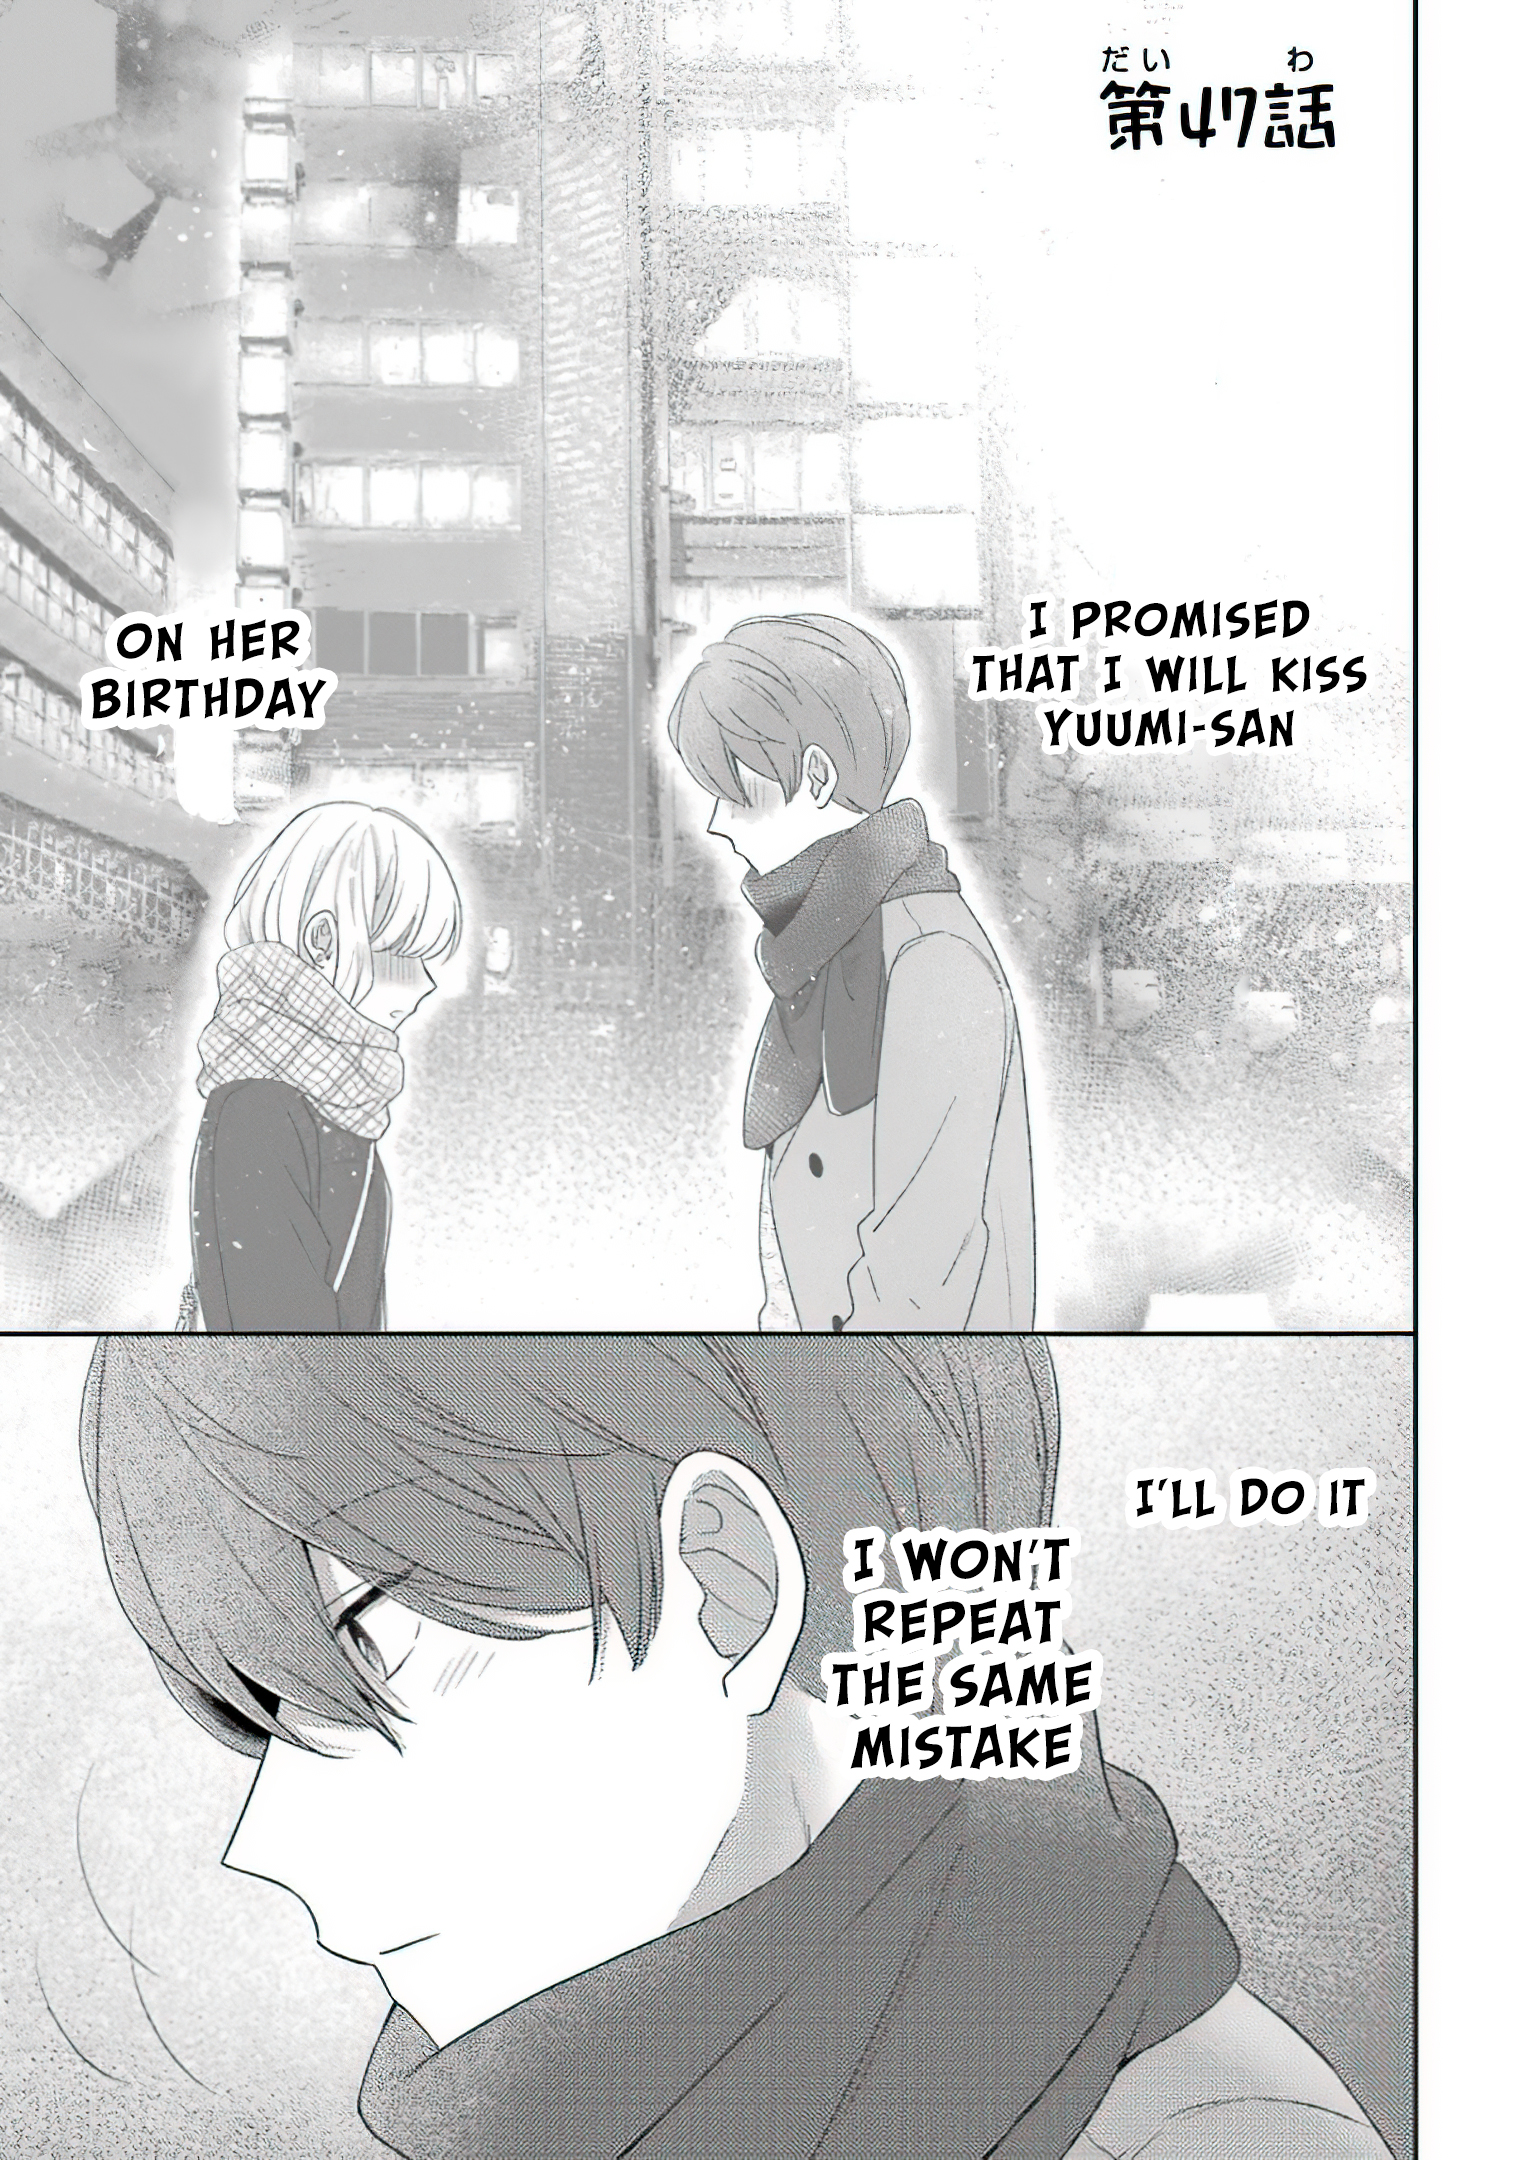 だい わ
第47話
I PROMISED
THAT I WILL KISS
YUUMI-SAN
ON HER
BIRTHDAY
I'LL DO IT
I WON'T
REPEAT
THE SAME
MISTAKE